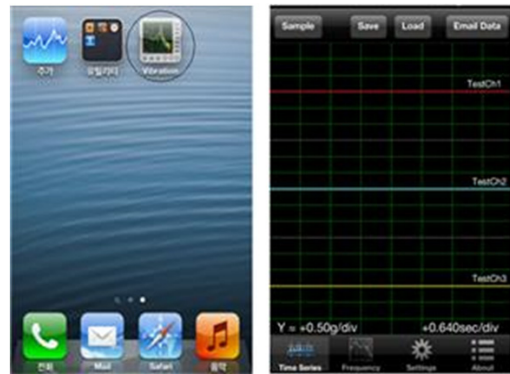 주가
유틸리티
Vibration
전화
Mail
Safari
음악
Sample
Save
Load
Email Data
TestCh1
TestCh2
TestCh3
Y = +0.50g/div
+0.640sec/div
Time Series
Frequency
Settings
About